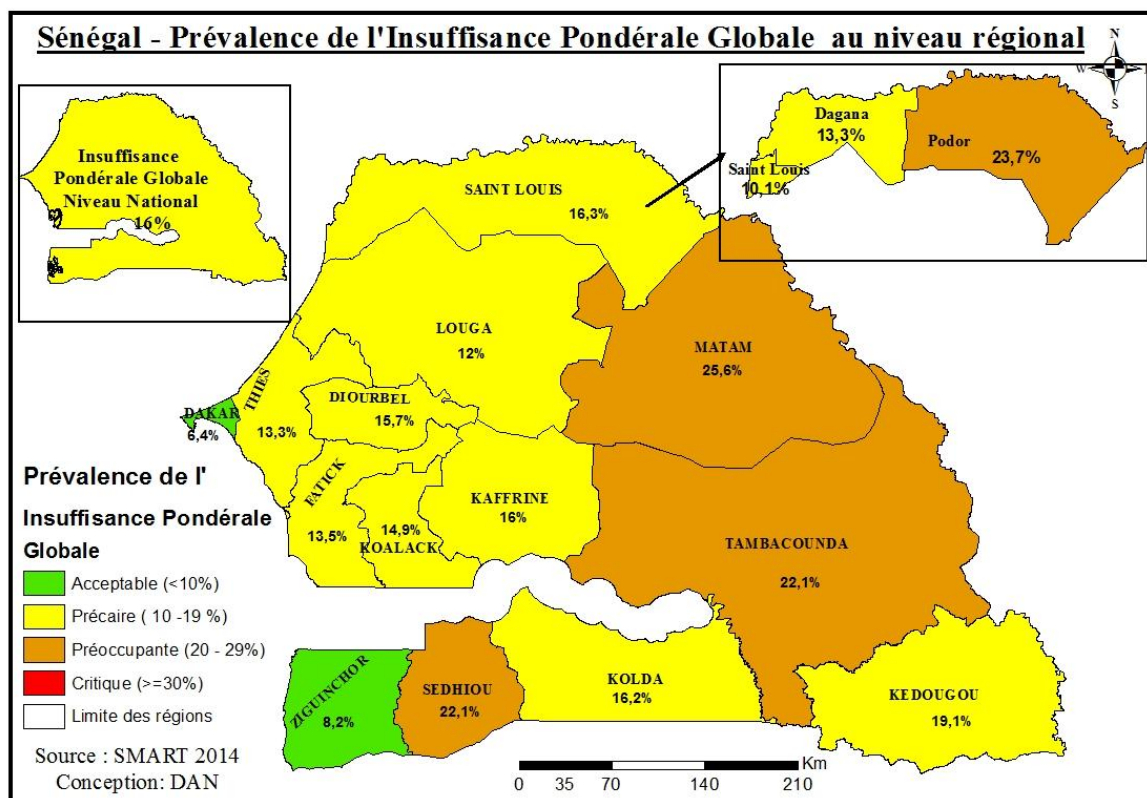 Sénégal - Prévalence de l'Insuffisance Pondérale Globale au niveau régional
N
W
E
S
Insuffisance
Pondérale Globale
Niveau National
16%
Dagana
13,3%
Podor
23,7%
Saint Louis
10,1%
SAINT LOUIS
16,3%
LOUGA
12%
MATAM
25,6%
THIES
13,3%
DIOURBEL
15,7%
DAKAR
6,4%
FATICK
13,5%
14,9%
KOALACK
KAFFRINE
16%
TAMBACOUNDA
22,1%
ZIGUINCHOR
8,2%
SEDHIOU
22,1%
KOLDA
16,2%
KEDOUGOU
19,1%
Prévalence de l'
Insuffisance Pondérale
Globale
Acceptable (<10%)
Précaire ( 10 -19 %)
Préoccupante (20 - 29%)
Critique (>=30%)
Limite des régions
Source : SMART 2014
Conception: DAN
Km
0 35 70 140 210